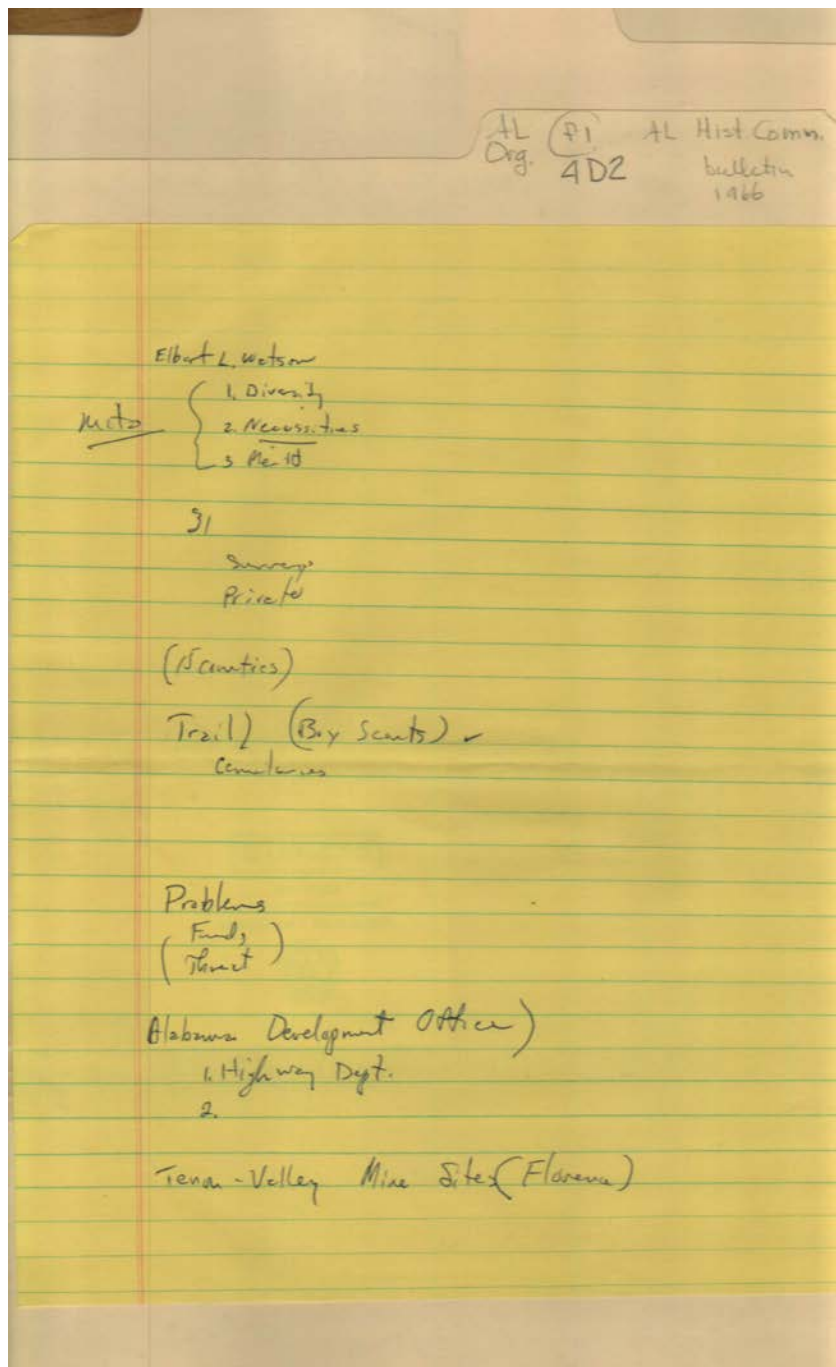 AL (P1) AL Hist. Comm.
Org. 4D2 bulletin
1966
Elbert L. Watson
1. Diversity
2. Necussities
3
31
Surveys
Private
(15 counties)
Trail) (Boy Scouts)
Cemeteries
Problems
(Funds
Threat)
Alabama Development Office)
1. Highway Dept.
2.
Tenn-Valley Mine Sites (Florence)